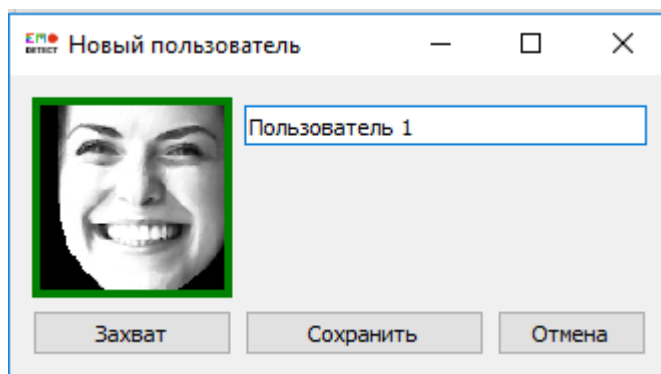 EMO
DETECT
Новый пользователь
Пользователь 1
Захват
Сохранить
Отмена